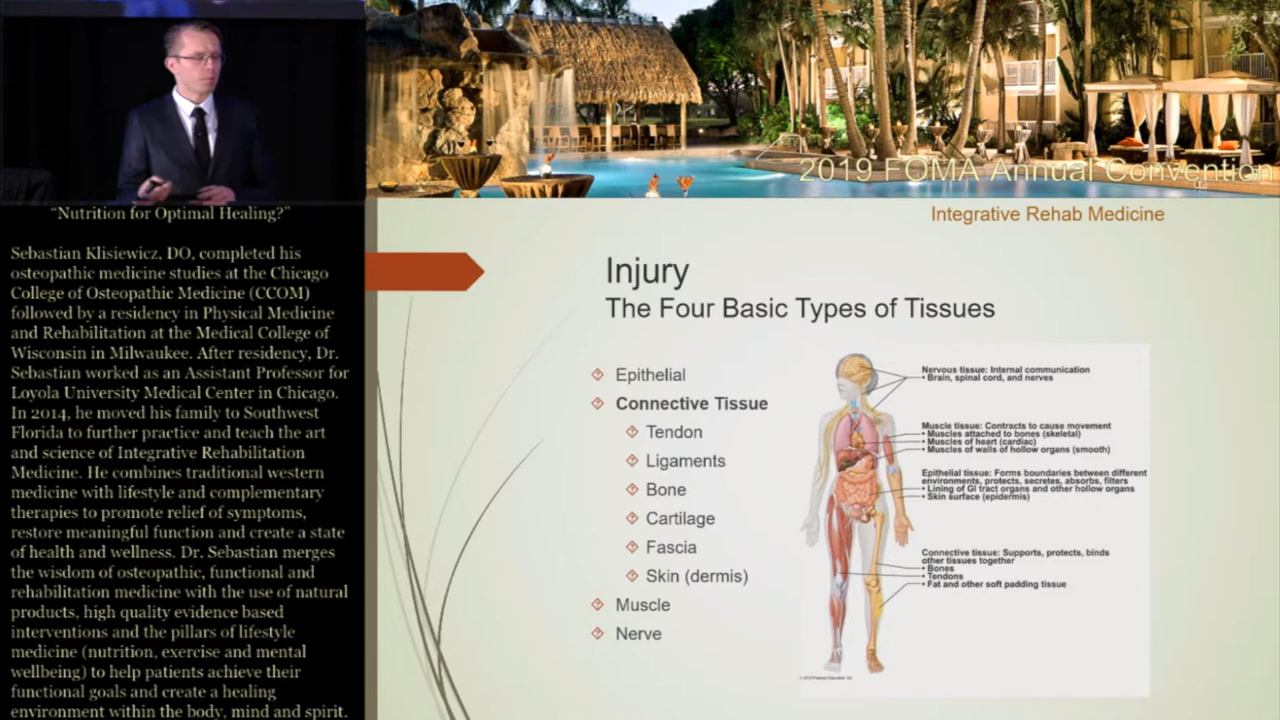 2019 FOMA Annual Convention
"Nutrition for Optimal Healing?"
Sebastian Klisiewicz, DO, completed his
osteopathic medicine studies at the Chicago
College of Osteopathic Medicine (CCOM)
followed by a residency in Physical Medicine
and Rehabilitation at the Medical College of
Wisconsin in Milwaukee. After residency, Dr.
Sebastian worked as an Assistant Professor for
Loyola University Medical Center in Chicago.
In 2014, he moved his family to Southwest
Florida to further practice and teach the art
and science of Integrative Rehabilitation
Medicine. He combines traditional western
medicine with lifestyle and complementary
therapies to promote relief of symptoms,
restore meaningful function and create a state
of health and wellness. Dr. Sebastian merges
the wisdom of osteopathic, functional and
rehabilitation medicine with the use of natural
products, high quality evidence based
interventions and the pillars of lifestyle
medicine (nutrition, exercise and mental
wellbeing) to help patients achieve their
functional goals and create a healing
environment within the body, mind and spirit.
Integrative Rehab Medicine
Injury
The Four Basic Types of Tissues
Epithelial
Connective Tissue
Tendon
Ligaments
Bone
Cartilage
Fascia
Skin (dermis)
Muscle
Nerve
Nervous tissue: Internal communication
• Brain, spinal cord, and nerves
Muscle tissue: Contracts to cause movement
• Muscles attached to bones (skeletal)
• Muscles of heart (cardiac)
• Muscles of walls of hollow organs (smooth)
Epithelial tissue: Forms boundaries between different
environments, protects, secretes, absorbs, filters
• Lining of GI tract organs and other hollow organs
• Skin surface (epidermis)
Connective tissue: Supports, protects, binds
other tissues together
• Bones
• Tendons
• Fat and other soft padding tissue